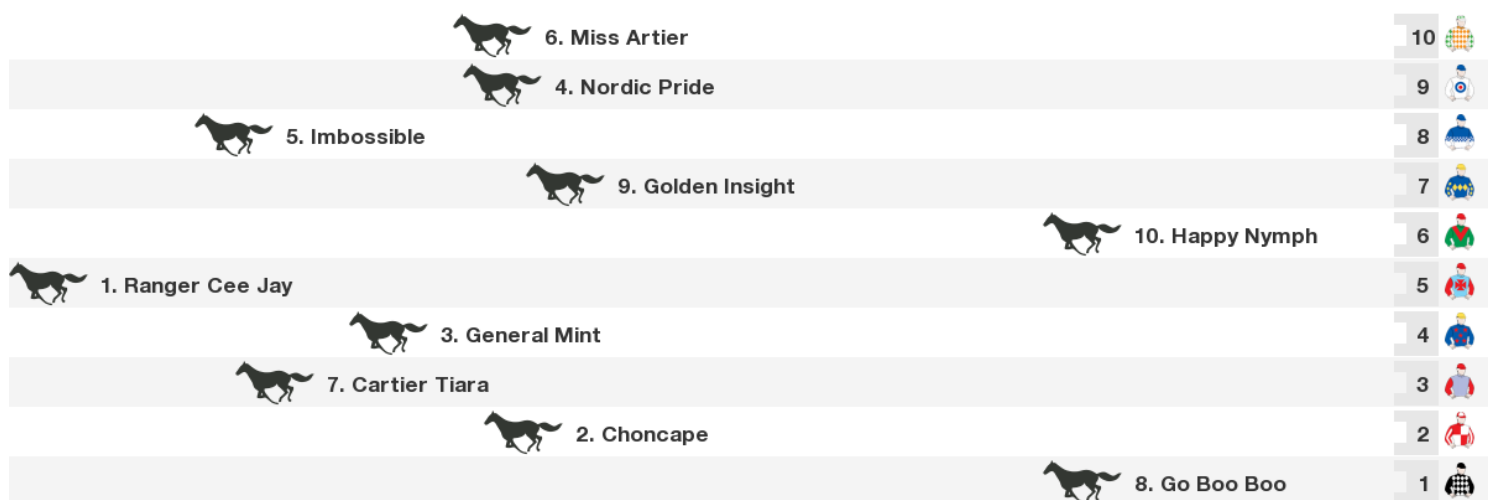 6. Miss Artier 10
4. Nordic Pride 9
5. Imbossible 8
9. Golden Insight 7
10. Happy Nymph 6
1. Ranger Cee Jay 5
3. General Mint 4
7. Cartier Tiara 3
2. Choncape 2
8. Go Boo Boo 1